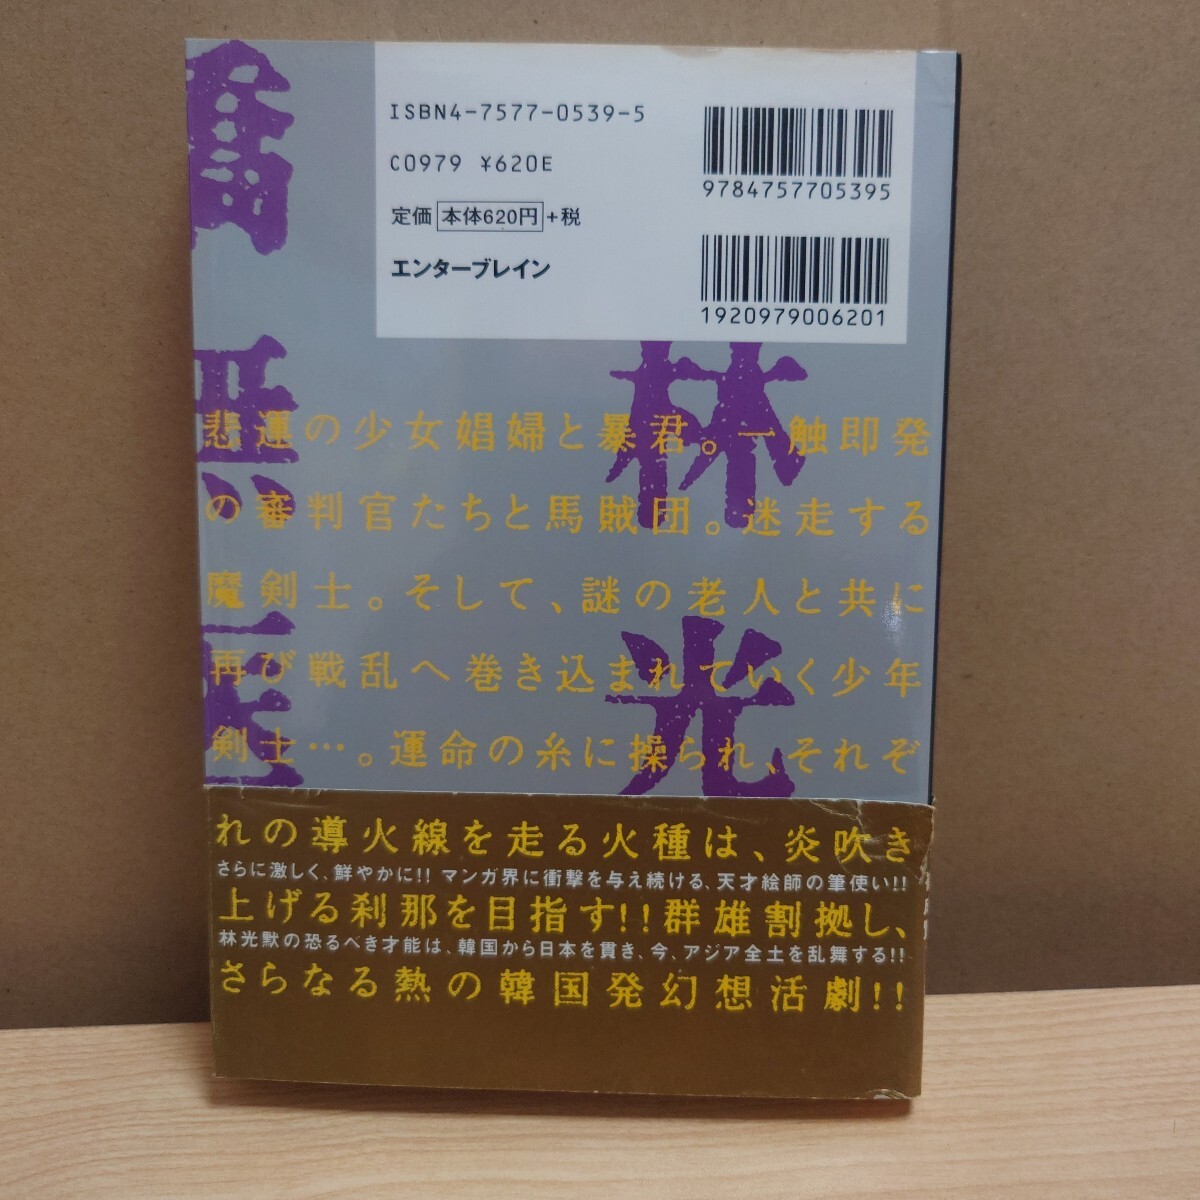 ISBN4-7577-0539-5
C0979 ¥620E
定価 本体620円 +税
エンターブレイン
9784757705395
1920979006201
林
光
悲運の少女娼婦と暴君。一触即発
の審判官たちと馬賊団。迷走する
魔剣士。そして、謎の老人と共に
再び戦乱へ巻き込まれていく少年
剣士…。運命の糸に操られ、それぞ
れの導火線を走る火種は、炎吹き
さらに激しく、鮮やかに!! マンガ界に衝撃を与え続ける、天才絵師の筆使い!!
上げる刹那を目指す!! 群雄割拠し、
林光默の恐るべき才能は、韓国から日本を貫き、今、アジア全土を乱舞する!!
さらなる熱の韓国発幻想活劇!!